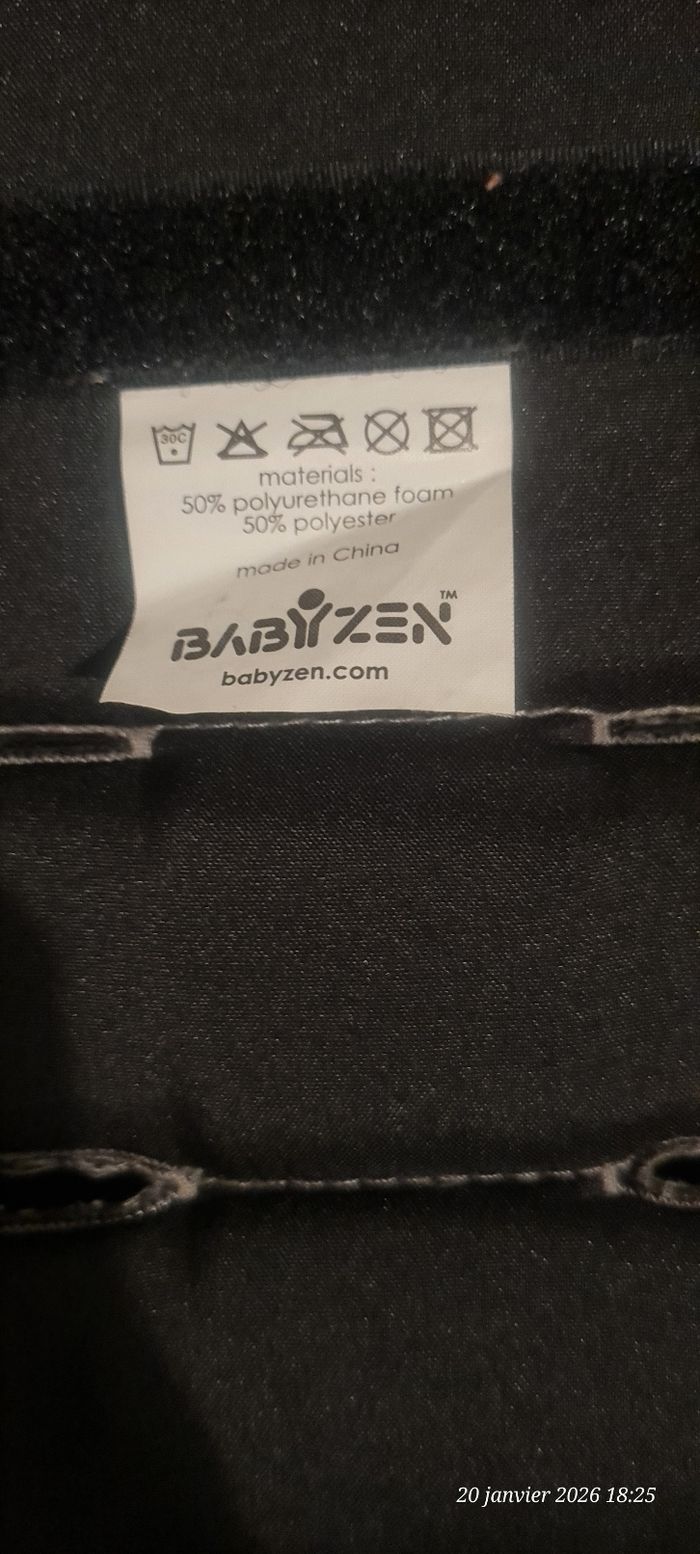 30C
materials :
50% polyurethane foam
50% polyester
made in China
BABYZEN™
babyzen.com
20 janvier 2026 18:25